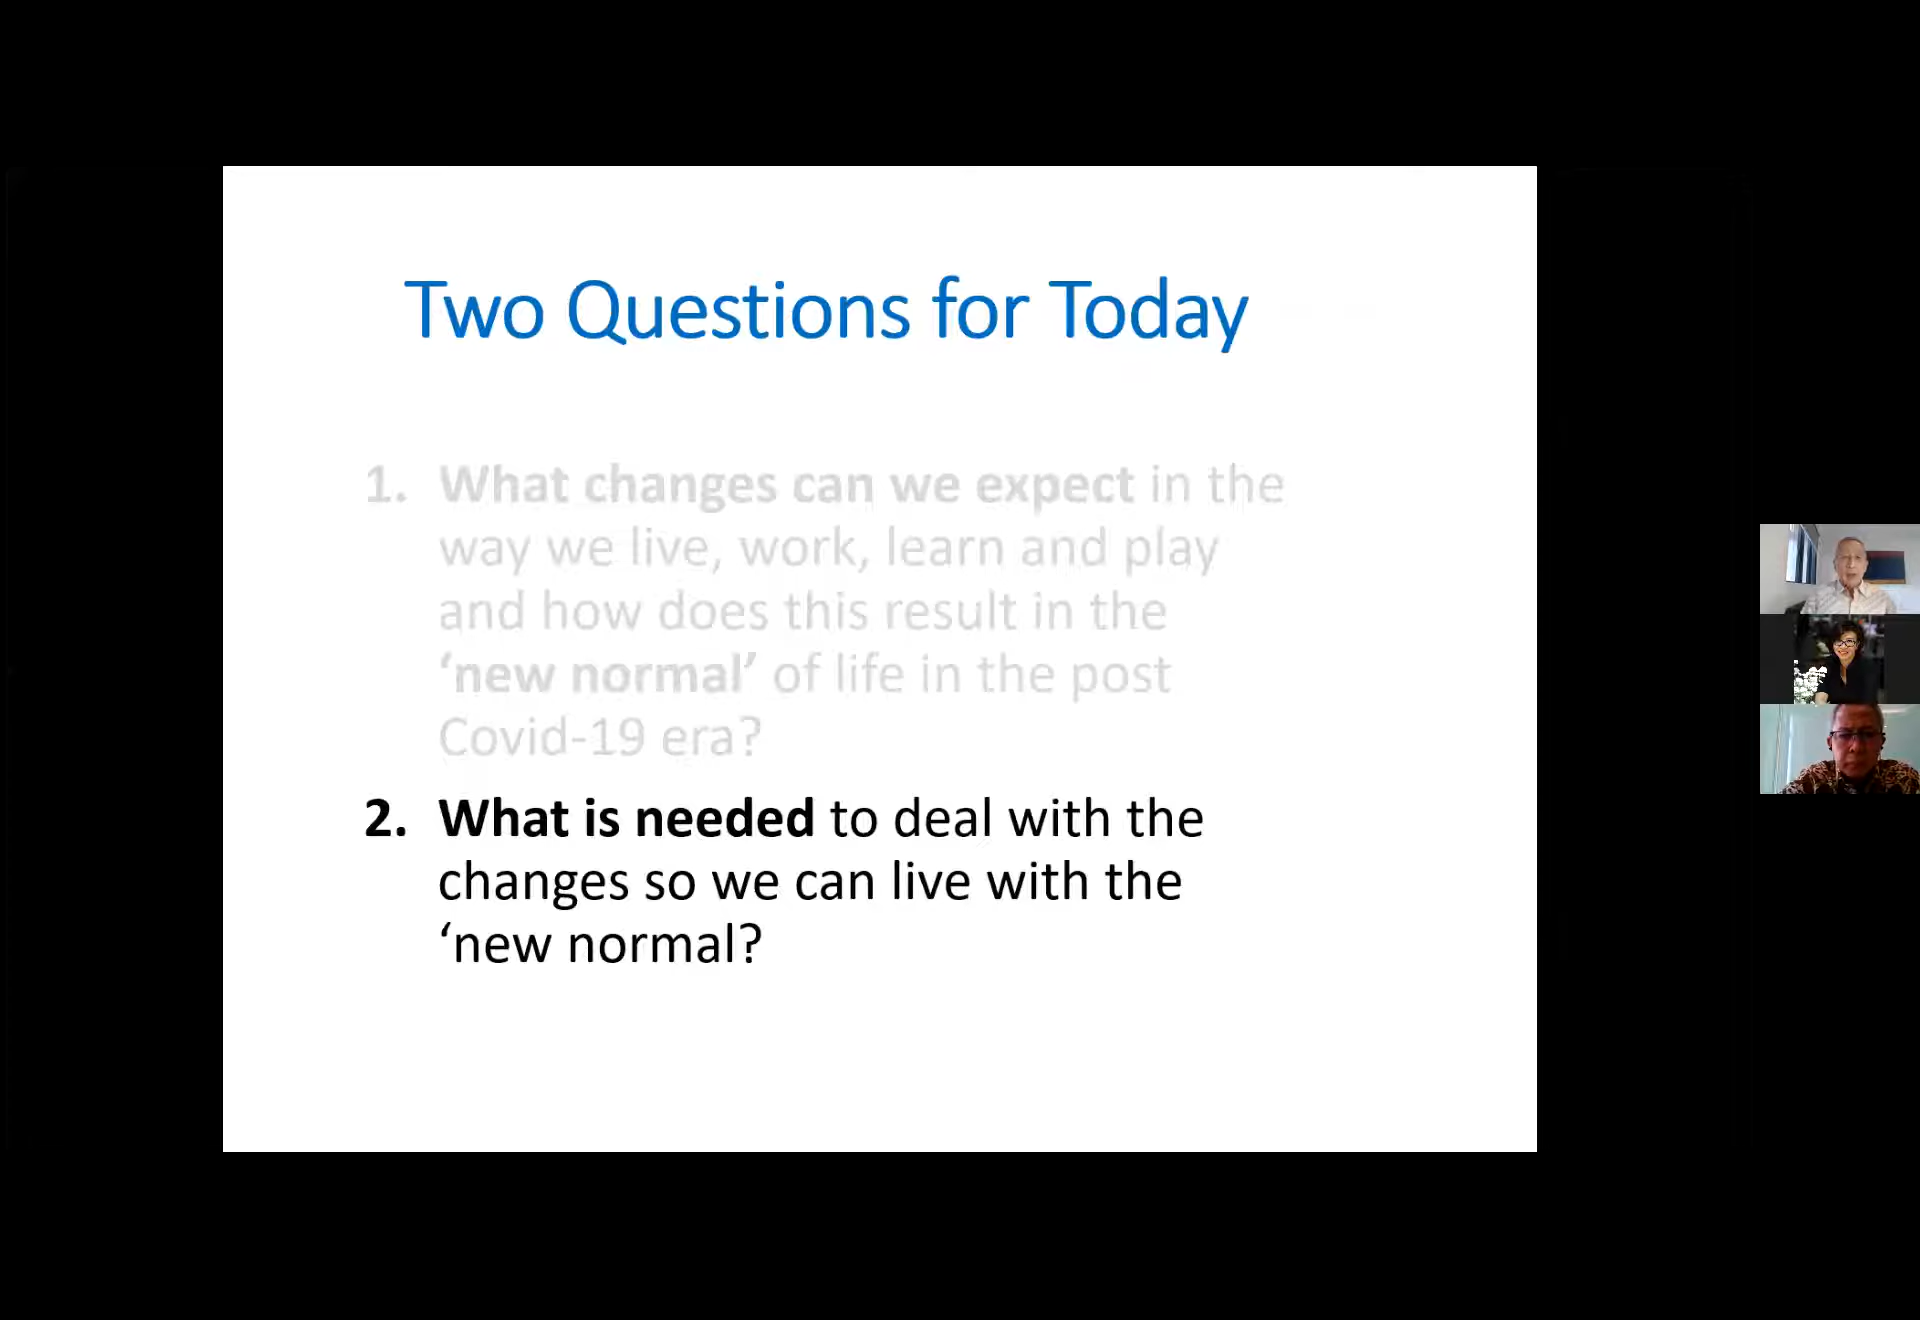 Two Questions for Today
1. What changes can we expect in the
way we live, work, learn and play
and how does this result in the
‘new normal’ of life in the post
Covid-19 era?
2. What is needed to deal with the
changes so we can live with the
‘new normal?